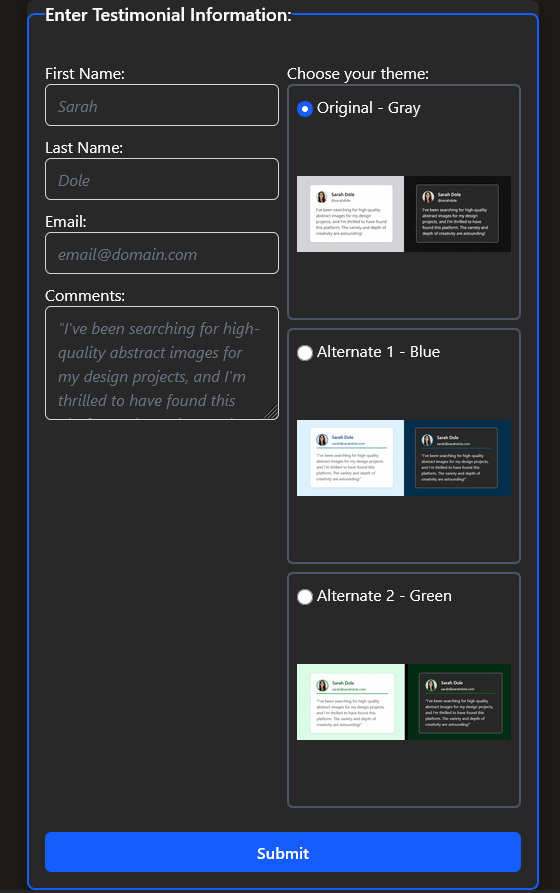 Enter Testimonial Information:
First Name:
Sarah
Last Name:
Dole
Email:
email@domain.com
Comments:
"I've been searching for high-
quality abstract images for
my design projects, and I'm
thrilled to have found this
Choose your theme:
Original - Gray
Sarah Dole
@sarahdole
I've been searching for high-quality
abstract images for my design
projects, and I'm thrilled to have
found this platform. The variety and
depth of creativity are astounding!
Sarah Dole
@sarahdole
I've been searching for high-quality
abstract images for my design
projects, and I'm thrilled to have
found this platform. The variety and
depth of creativity are astounding!
Alternate 1 - Blue
Sarah Dole
sarah@sarahdole.com
"I've been searching for high-quality
abstract images for my design projects,
and I'm thrilled to have found this
platform. The variety and depth of
creativity are astounding!"
Sarah Dole
sarah@sarahdole.com
"I've been searching for high-quality
abstract images for my design projects,
and I'm thrilled to have found this
platform. The variety and depth of
creativity are astounding!"
Alternate 2 - Green
Sarah Dole
sarah@sarahdole.com
"I've been searching for high-quality
abstract images for my design projects,
and I'm thrilled to have found this
platform. The variety and depth of
creativity are astounding!"
Sarah Dole
sarah@sarahdole.com
"I've been searching for high-quality
abstract images for my design projects,
and I'm thrilled to have found this
platform. The variety and depth of
creativity are astounding!"
Submit